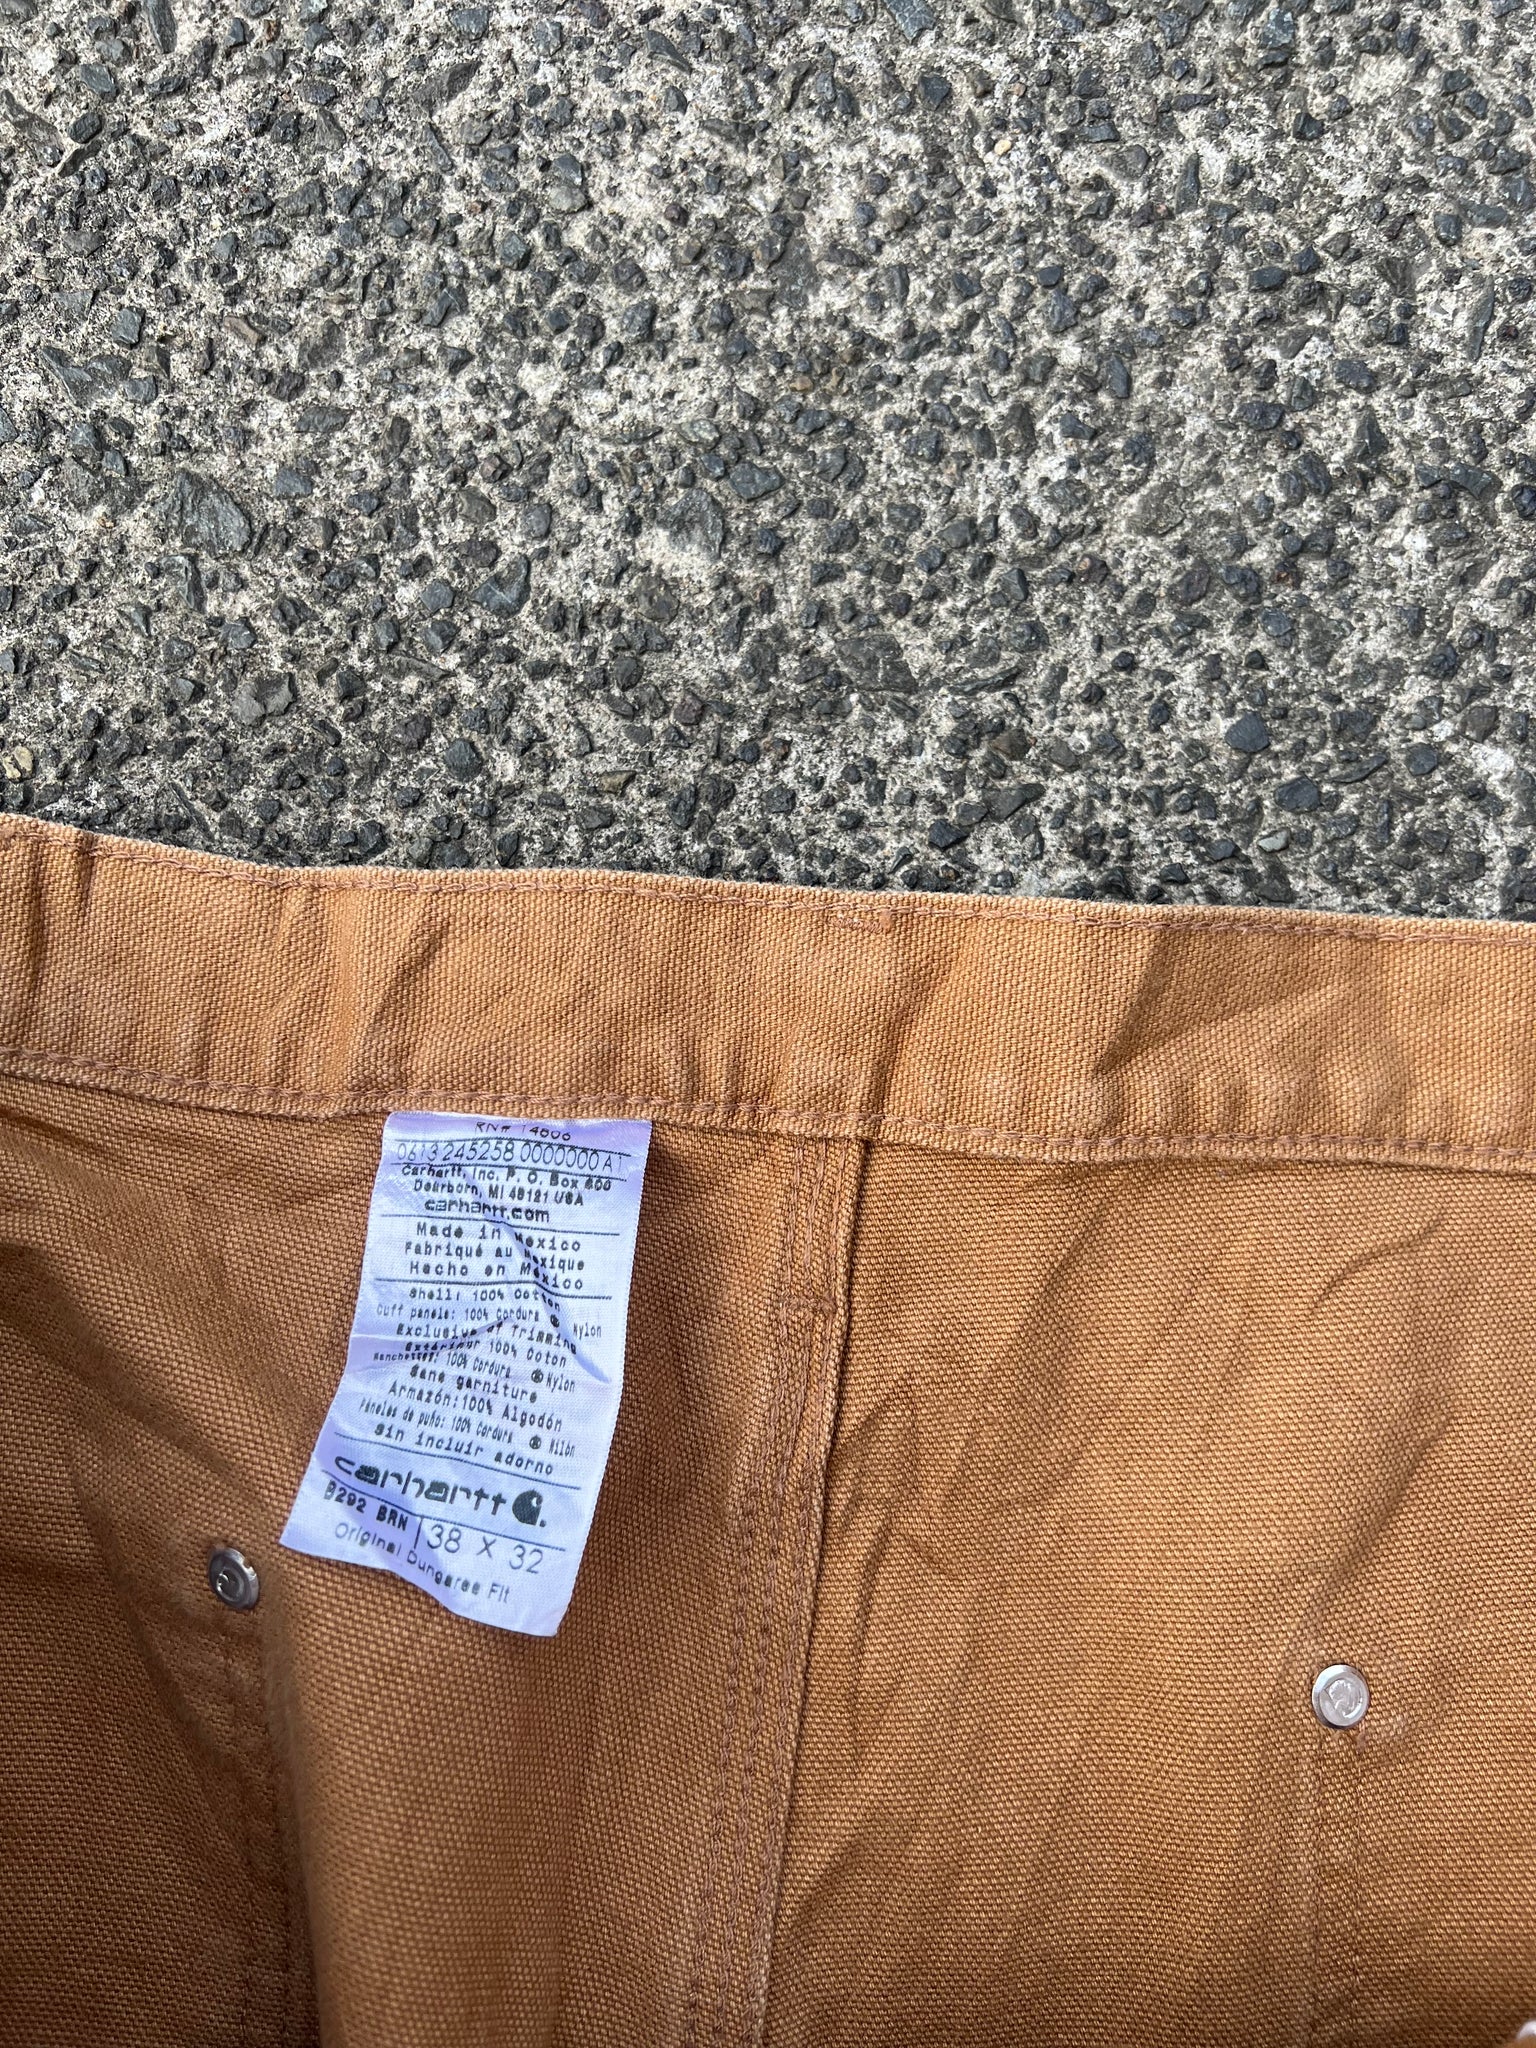 RN# 14806
0613 245258 0000000 A1
Carhartt, Inc. P. O. Box 600
Dearborn, MI 48121 USA
carhartt.com
Made in Mexico
Fabriqué au Mexique
Hecho en México
Shell: 100% Cotton
Cuff panels: 100% Cordura ® Nylon
Exclusive of Trimming
Extérieur 100% Coton
Manchettes: 100% Cordura ® Nylon
Sans garniture
Armazón: 100% Algodón
Páneles de puño: 100% Cordura ® Nilón
Sin incluir adorno
carhartt
B292 BRN 38 X 32
Original Dungaree Fit